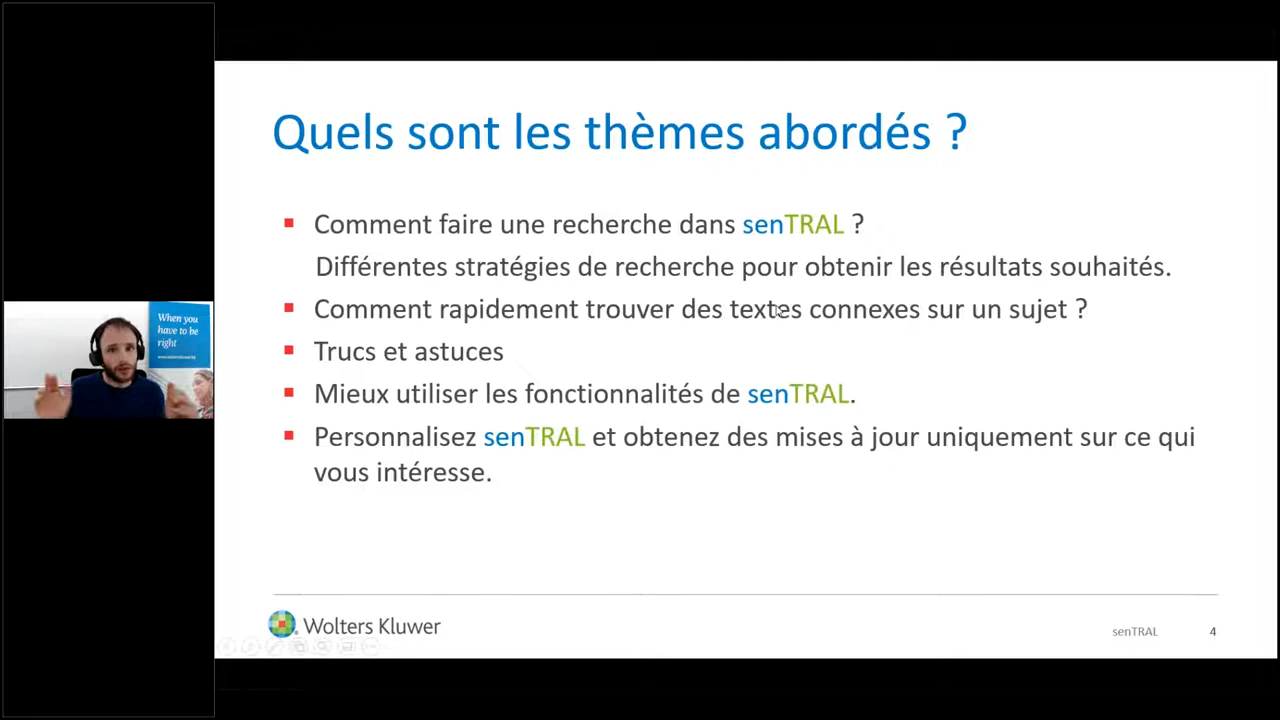 Quels sont les thèmes abordés ?
Comment faire une recherche dans senTRAL ?
Différentes stratégies de recherche pour obtenir les résultats souhaités.
Comment rapidement trouver des textes connexes sur un sujet ?
Trucs et astuces
Mieux utiliser les fonctionnalités de senTRAL.
Personnalisez senTRAL et obtenez des mises à jour uniquement sur ce qui
vous intéresse.
When you
have to be
right
Wolters Kluwer
senTRAL
4